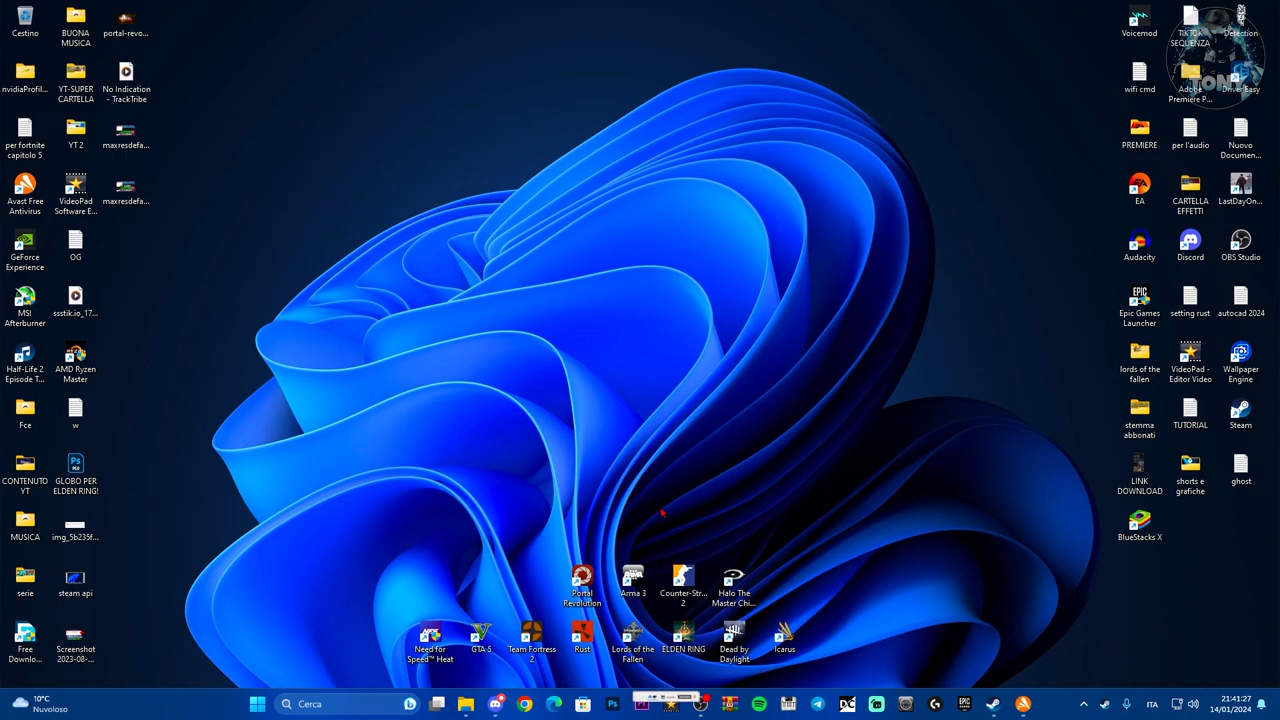 Cestino
BUONA
MUSICA
portal-revo...
nvidiaProfil...
YT-SUPER
CARTELLA
No Indication
- TrackTribe
per fortnite
capitolo 5
YT 2
maxresdefa...
Avast Free
Antivirus
VideoPad
Software E...
maxresdefa...
GeForce
Experience
OG
MSI
Afterburner
ssstik.io_17...
Half-Life 2
Episode T...
AMD Ryzen
Master
Fce
w
CONTENUTO
YT
GLOBO PER
ELDEN RING!
MUSICA
img_5b235f...
serie
steam api
Free
Downlo...
Screenshot
2023-08-...
Portal
Revolution
Arma 3
Counter-Str...
2
Halo The
Master Chi...
Need for
Speed™ Heat
GTA 5
Team Fortress
2
Rust
Lords of the
Fallen
ELDEN RING
Dead by
Daylight
Icarus
Voicemod
TIKTOK
SEQUENZA
Detection
wifi cmd
Adobe
Premiere P...
Driver Easy
TONY
PREMIERE
per l'audio
Nuovo
Documen...
EA
CARTELLA
EFFETTI
LastDayOn...
Audacity
Discord
OBS Studio
Epic Games
Launcher
setting rust
autocad 2024
lords of the
fallen
VideoPad -
Editor Video
Wallpaper
Engine
stemma
abbonati
TUTORIAL
Steam
LINK
DOWNLOAD
shorts e
grafiche
ghost
BlueStacks X
10°C
Nuvoloso
Cerca
ITA
21:41:27
14/01/2024